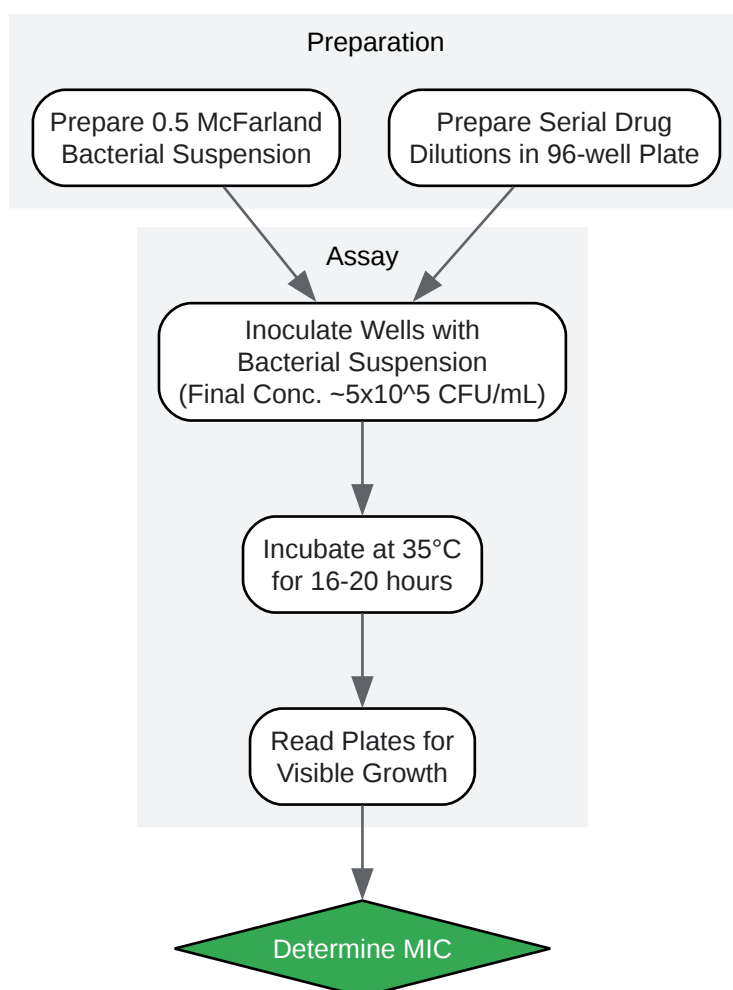 Preparation
Prepare 0.5 McFarland
Bacterial Suspension
Prepare Serial Drug
Dilutions in 96-well Plate
Assay
Inoculate Wells with
Bacterial Suspension
(Final Conc. ~5x10^5 CFU/mL)
Incubate at 35°C
for 16-20 hours
Read Plates for
Visible Growth
Determine MIC